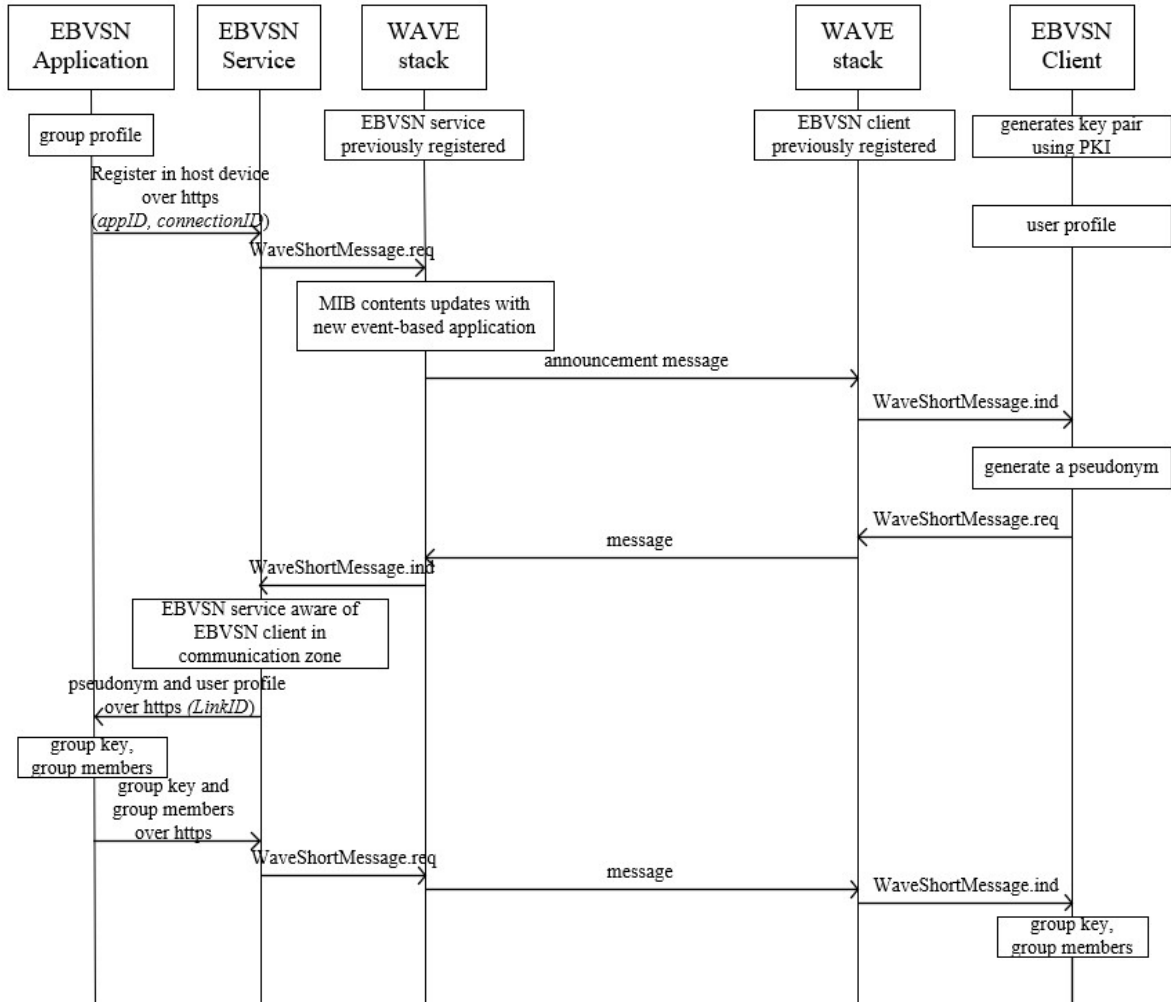 EBVSN
Application
EBVSN
Service
WAVE
stack
WAVE
stack
EBVSN
Client
group profile
EBVSN service
previously registered
EBVSN client
previously registered
generates key pair
using PKI
Register in host device
over https
(appID, connectionID)
user profile
WaveShortMessage.req
MIB contents updates with
new event-based application
announcement message
WaveShortMessage.ind
generate a pseudonym
WaveShortMessage.req
message
WaveShortMessage.ind
EBVSN service aware of
EBVSN client in
communication zone
pseudonym and user profile
over https (LinkID)
group key,
group members
group key and
group members
over https
WaveShortMessage.req
message
WaveShortMessage.ind
group key,
group members